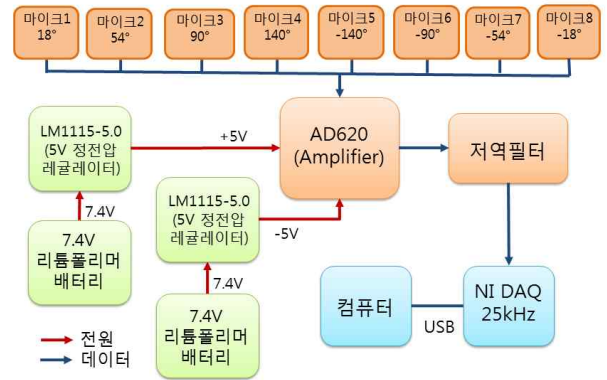 마이크1
18°
마이크2
54°
마이크3
90°
마이크4
140°
마이크5
-140°
마이크6
-90°
마이크7
-54°
마이크8
-18°
LM1115-5.0
(5V 정전압
레귤레이터)
+5V
AD620
(Amplifier)
저역필터
LM1115-5.0
(5V 정전압
레귤레이터)
-5V
7.4V
7.4V
리튬폴리머
배터리
7.4V
7.4V
리튬폴리머
배터리
컴퓨터
USB
NI DAQ
25kHz
전원
데이터